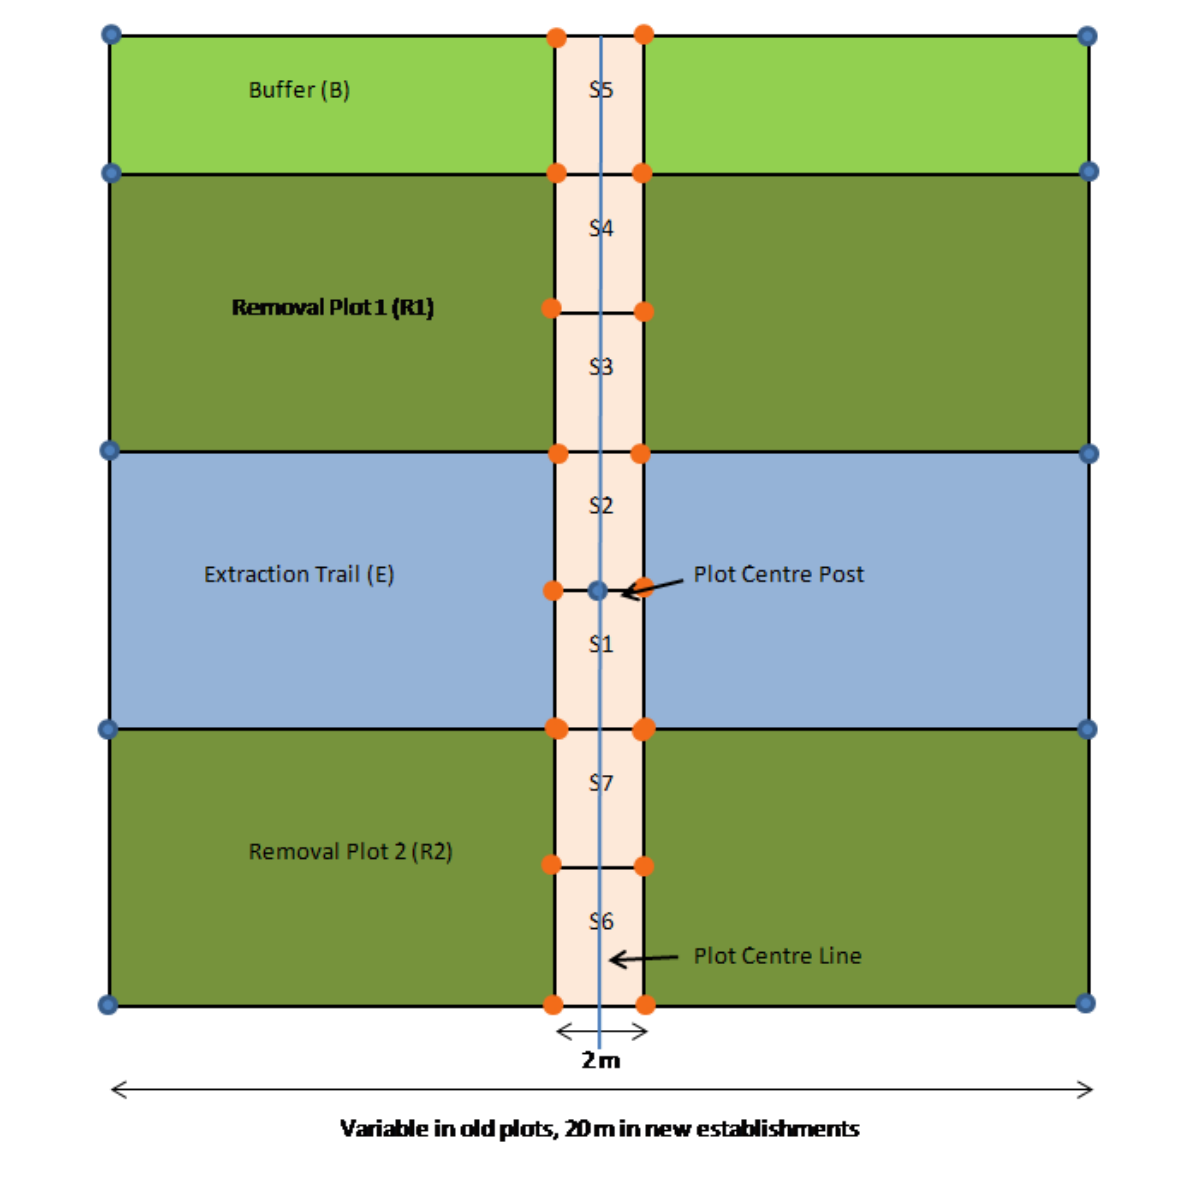 Buffer (B)
S5
S4
Removal Plot 1 (R1)
S3
S2
Extraction Trail (E)
Plot Centre Post
S1
S7
Removal Plot 2 (R2)
S6
Plot Centre Line
2 m
Variable in old plots, 20 m in new establishments